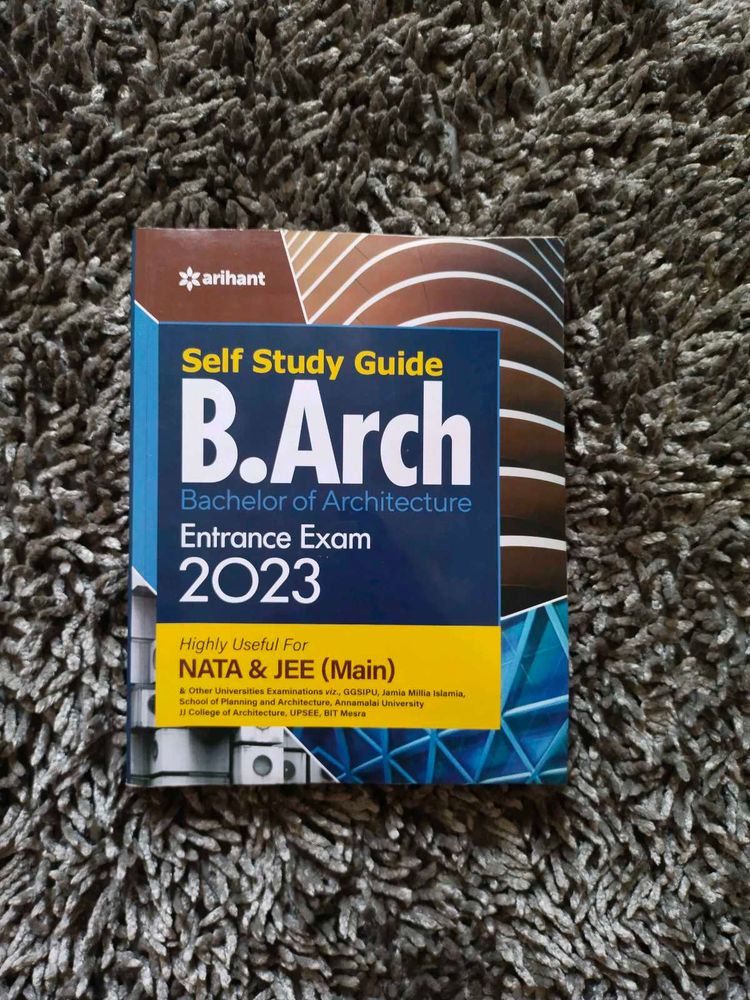 arihant
Self Study Guide
B.Arch
Bachelor of Architecture
Entrance Exam
2023
Highly Useful For
NATA & JEE (Main)
& Other Universities Examinations viz., GGSIPU, Jamia Millia Islamia,
School of Planning and Architecture, Annamalai University
JJ College of Architecture, UPSEE, BIT Mesra